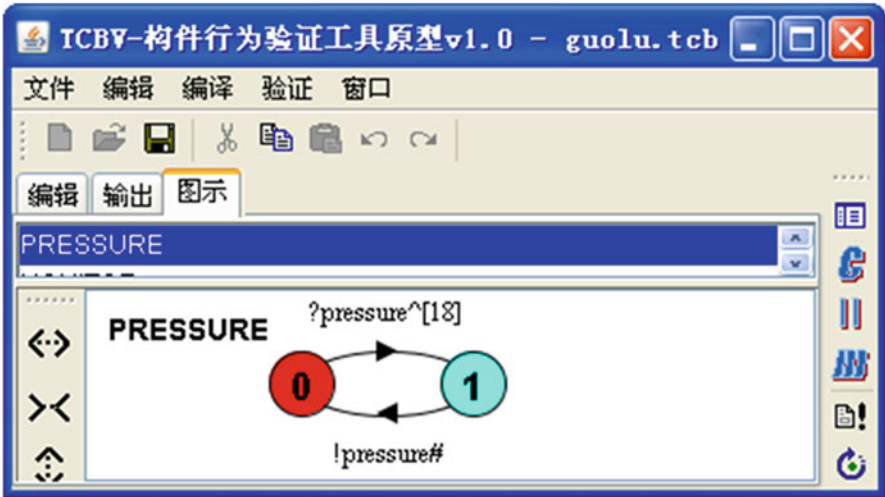 TCBV-构件行为验证工具原型v1.0 - guolu.tcb
文件 编辑 编译 验证 窗口
编辑 输出 图示
PRESSURE
PRESSURE
?pressure^[18]
0
1
!pressure#